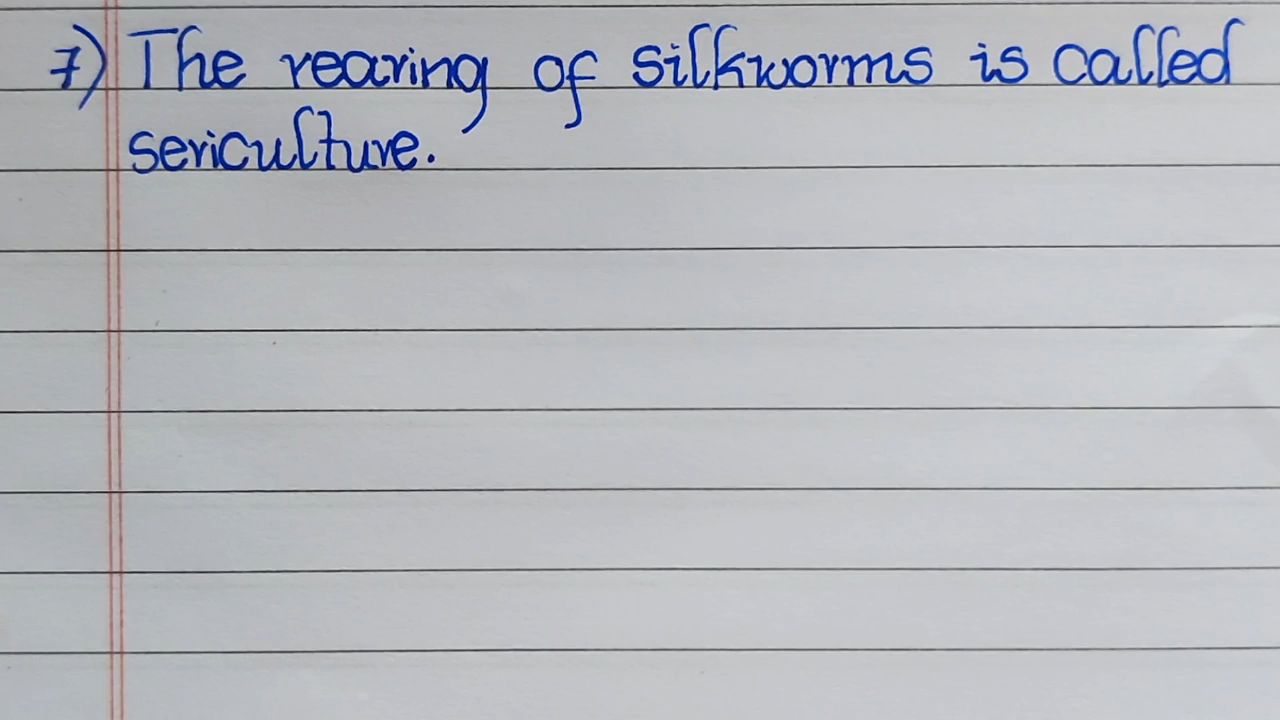 7) The rearing of silkworms is called
sericulture.